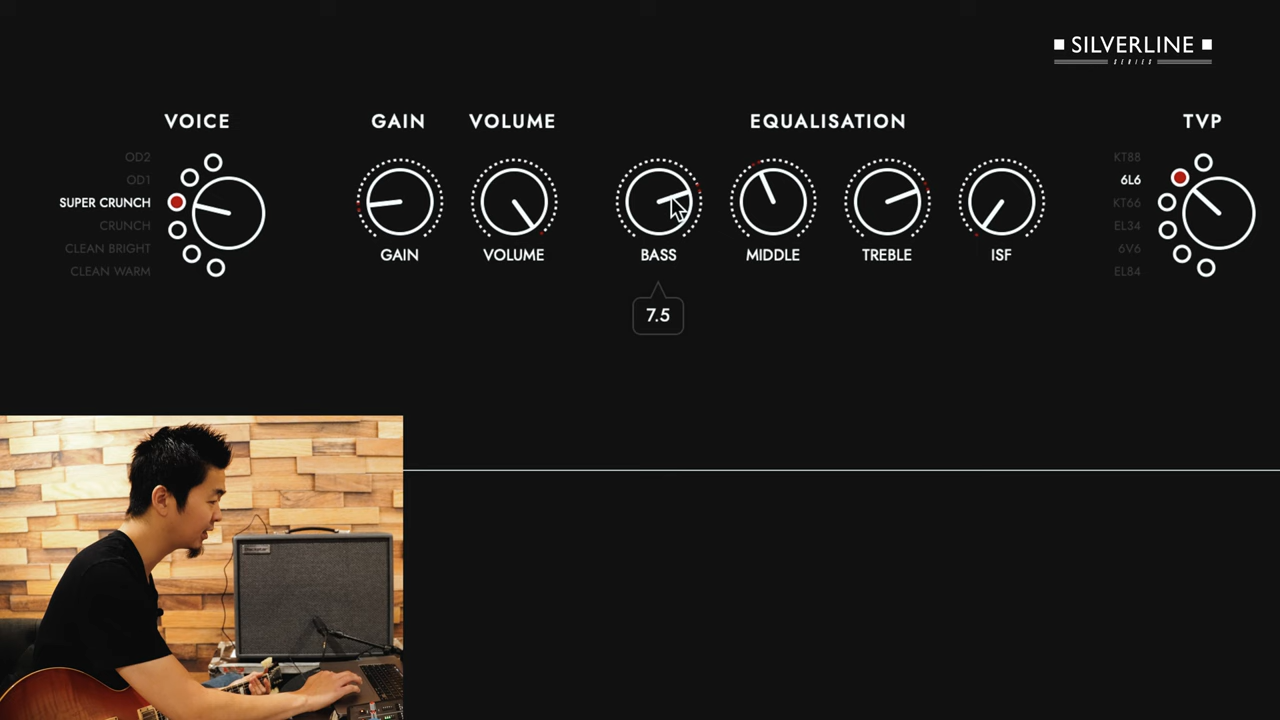 SILVERLINE
SERIES
VOICE
GAIN
VOLUME
EQUALISATION
TVP
OD2
OD1
SUPER CRUNCH
CRUNCH
CLEAN BRIGHT
CLEAN WARM
GAIN
VOLUME
BASS
MIDDLE
TREBLE
ISF
KT88
6L6
KT66
EL34
6V6
EL84
7.5